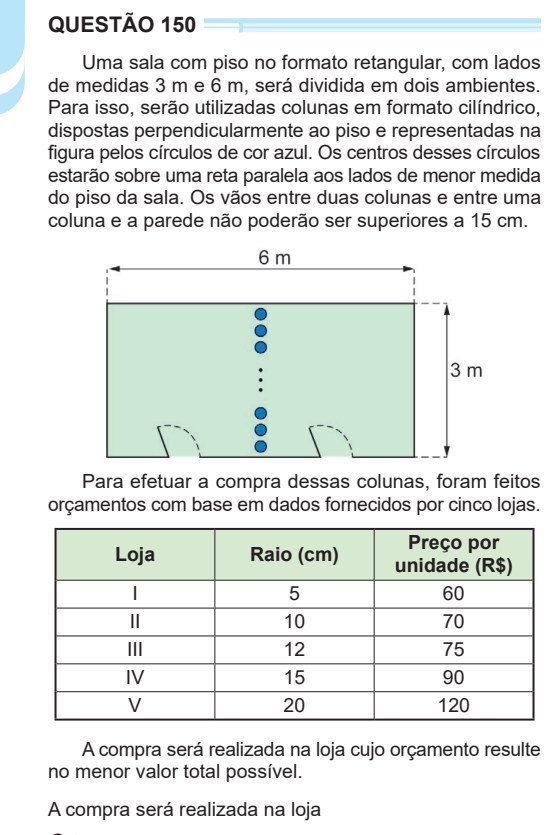 QUESTÃO 150
Uma sala com piso no formato retangular, com lados
de medidas 3 m e 6 m, será dividida em dois ambientes.
Para isso, serão utilizadas colunas em formato cilíndrico,
dispostas perpendicularmente ao piso e representadas na
figura pelos círculos de cor azul. Os centros desses círculos
estarão sobre uma reta paralela aos lados de menor medida
do piso da sala. Os vãos entre duas colunas e entre uma
coluna e a parede não poderão ser superiores a 15 cm.
6 m
3 m
Para efetuar a compra dessas colunas, foram feitos
orçamentos com base em dados fornecidos por cinco lojas.
Loja Raio (cm) Preço por unidade (R$)
I 5 60
II 10 70
III 12 75
IV 15 90
V 20 120
A compra será realizada na loja cujo orçamento resulte
no menor valor total possível.
A compra será realizada na loja